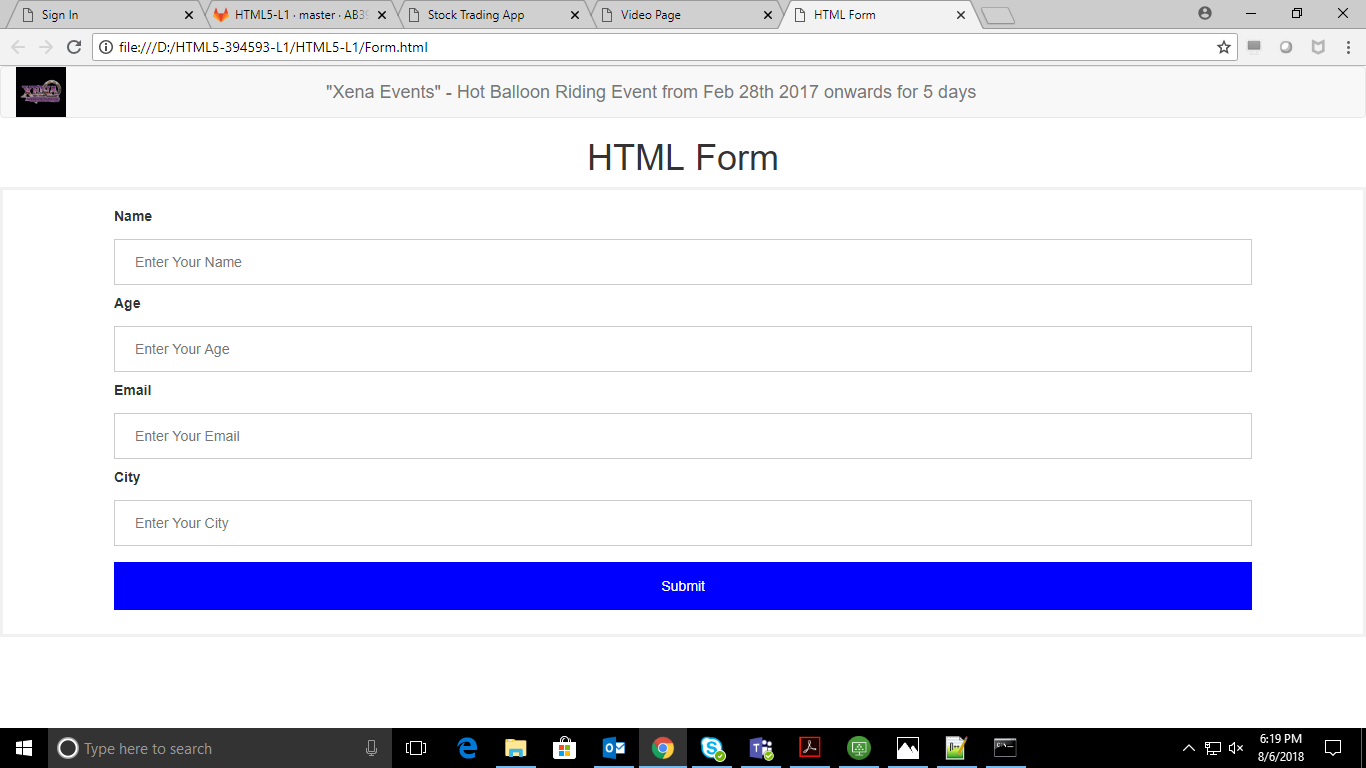 Sign In
HTML5-L1 · master · AB39
Stock Trading App
Video Page
HTML Form
file:///D:/HTML5-394593-L1/HTML5-L1/Form.html
XENA
"Xena Events" - Hot Balloon Riding Event from Feb 28th 2017 onwards for 5 days
HTML Form
Name
Enter Your Name
Age
Enter Your Age
Email
Enter Your Email
City
Enter Your City
Submit
Type here to search
6:19 PM
8/6/2018